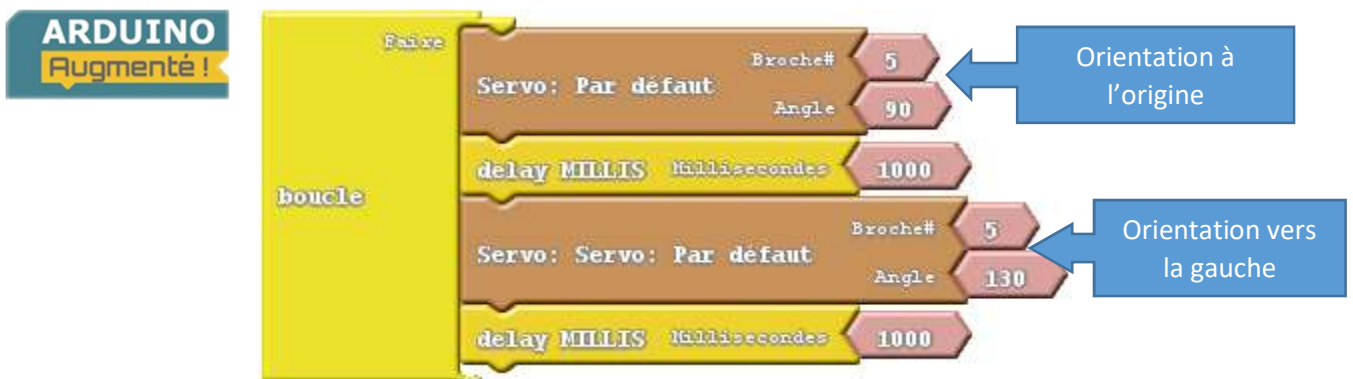 ARDUINO
Augmenté !
Faire
boucle
Servo: Par défaut
Broche# 5
Angle 90
Orientation à
l'origine
delay MILLIS Millisecondes 1000
Servo: Servo: Par défaut
Broche# 5
Angle 130
Orientation vers
la gauche
delay MILLIS Millisecondes 1000